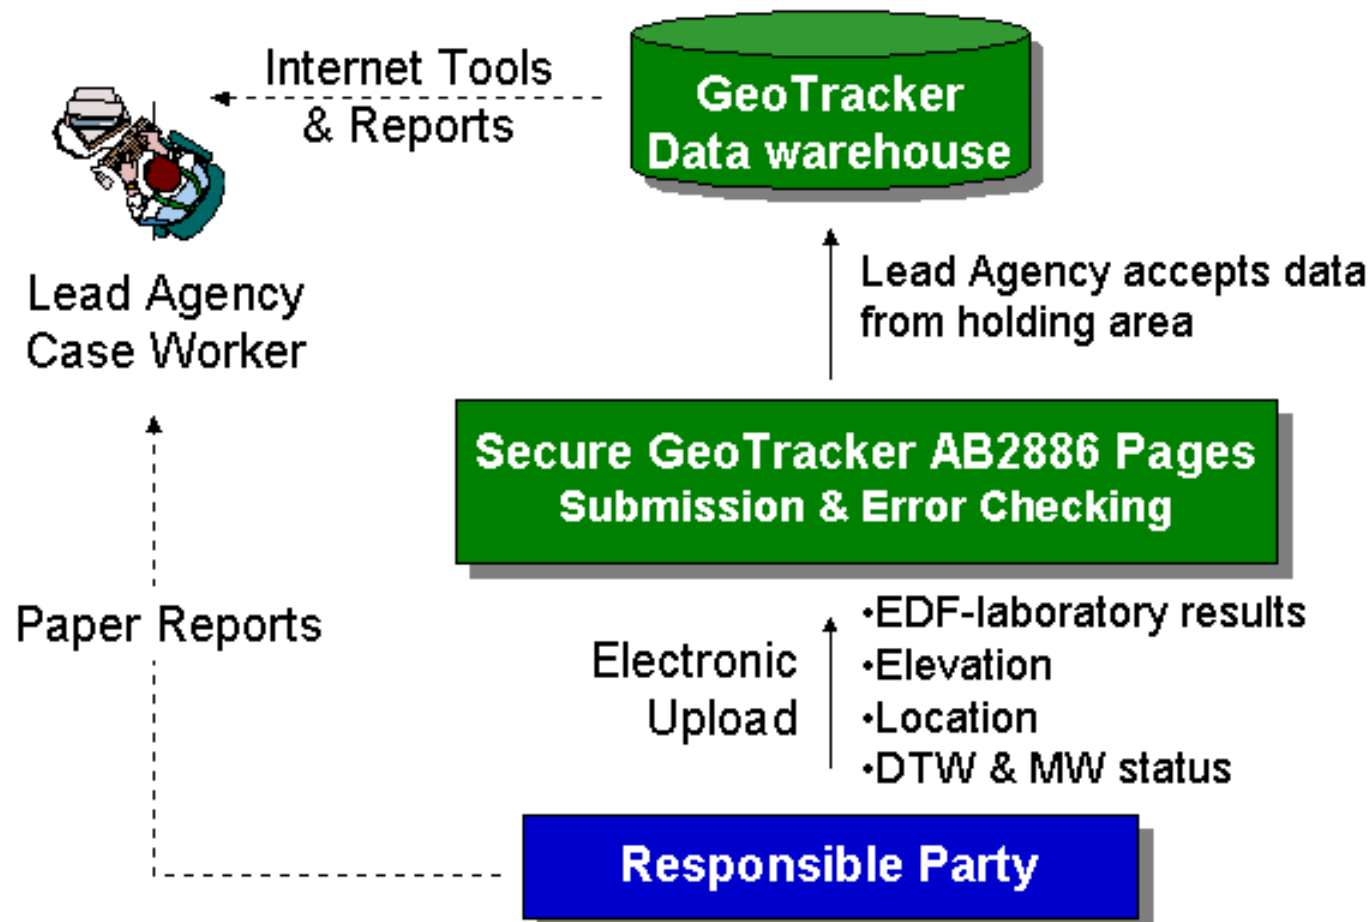 Internet Tools
& Reports
GeoTracker
Data warehouse
Lead Agency
Case Worker
Lead Agency accepts data
from holding area
Secure GeoTracker AB2886 Pages
Submission & Error Checking
Paper Reports
Electronic
Upload
•EDF-laboratory results
•Elevation
•Location
•DTW & MW status
Responsible Party